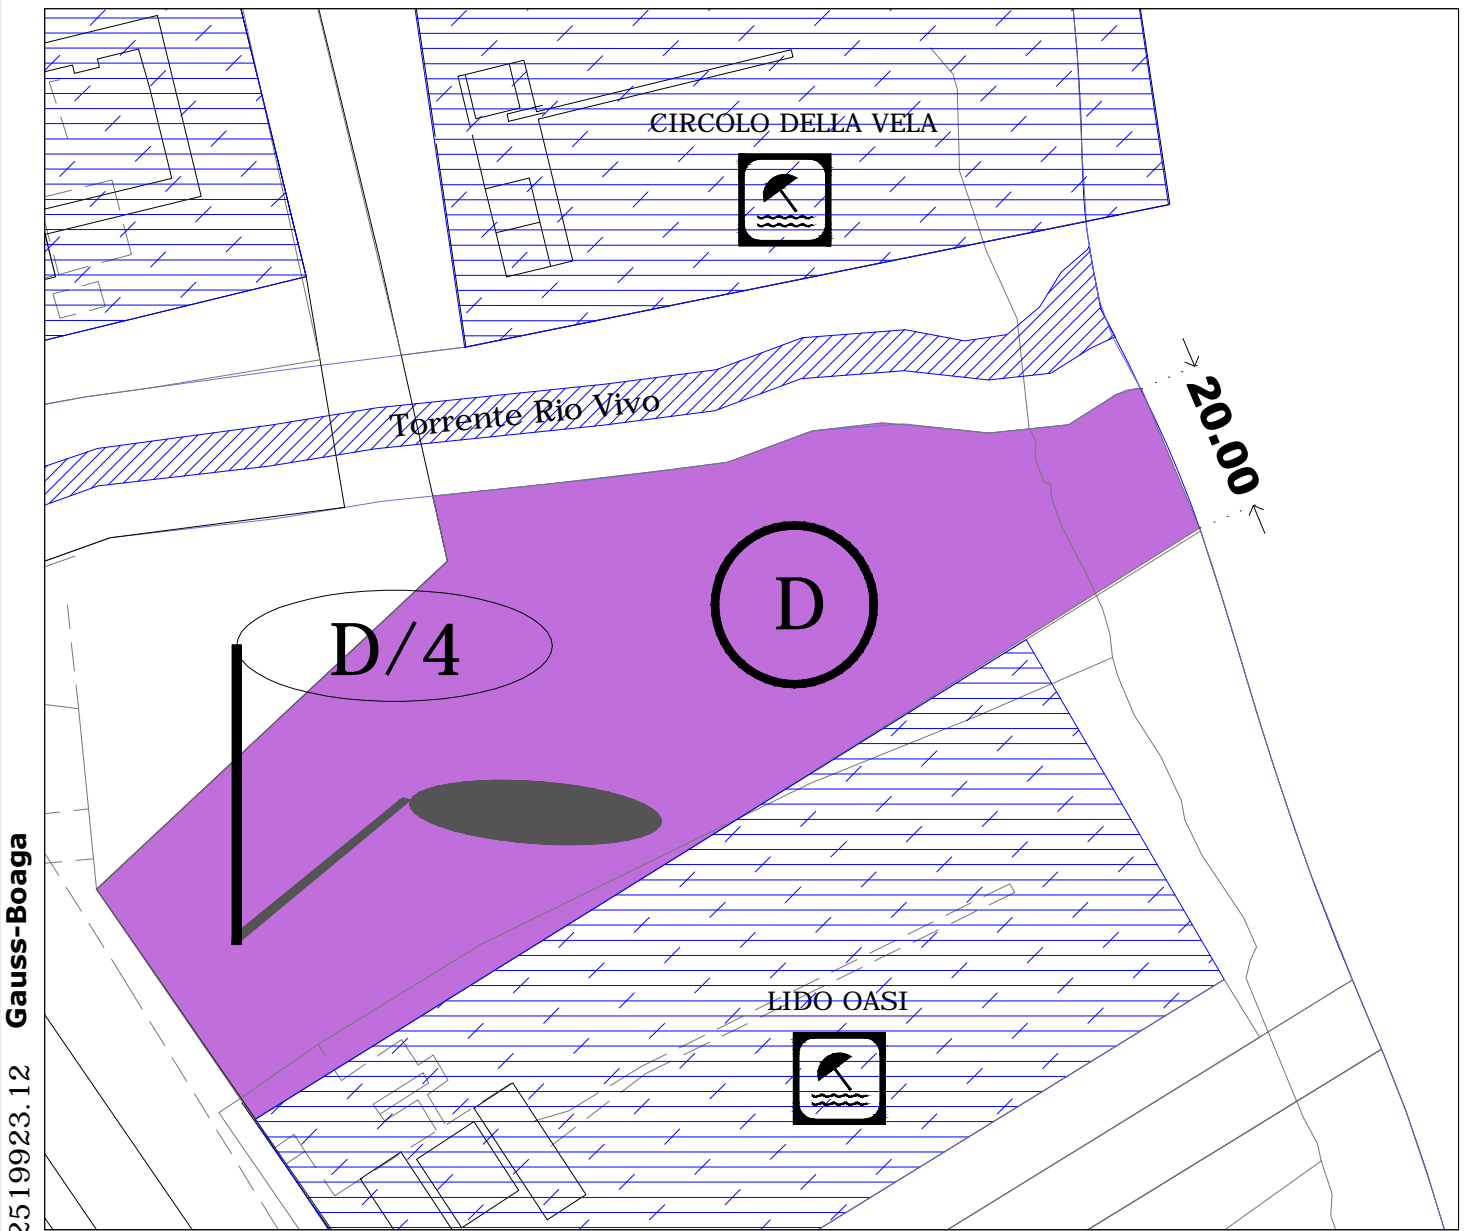 CIRCOLO DELLA VELA
Torrente Rio Vivo
20.00
D
D/4
LIDO OASI
2519923.12 Gauss-Boaga